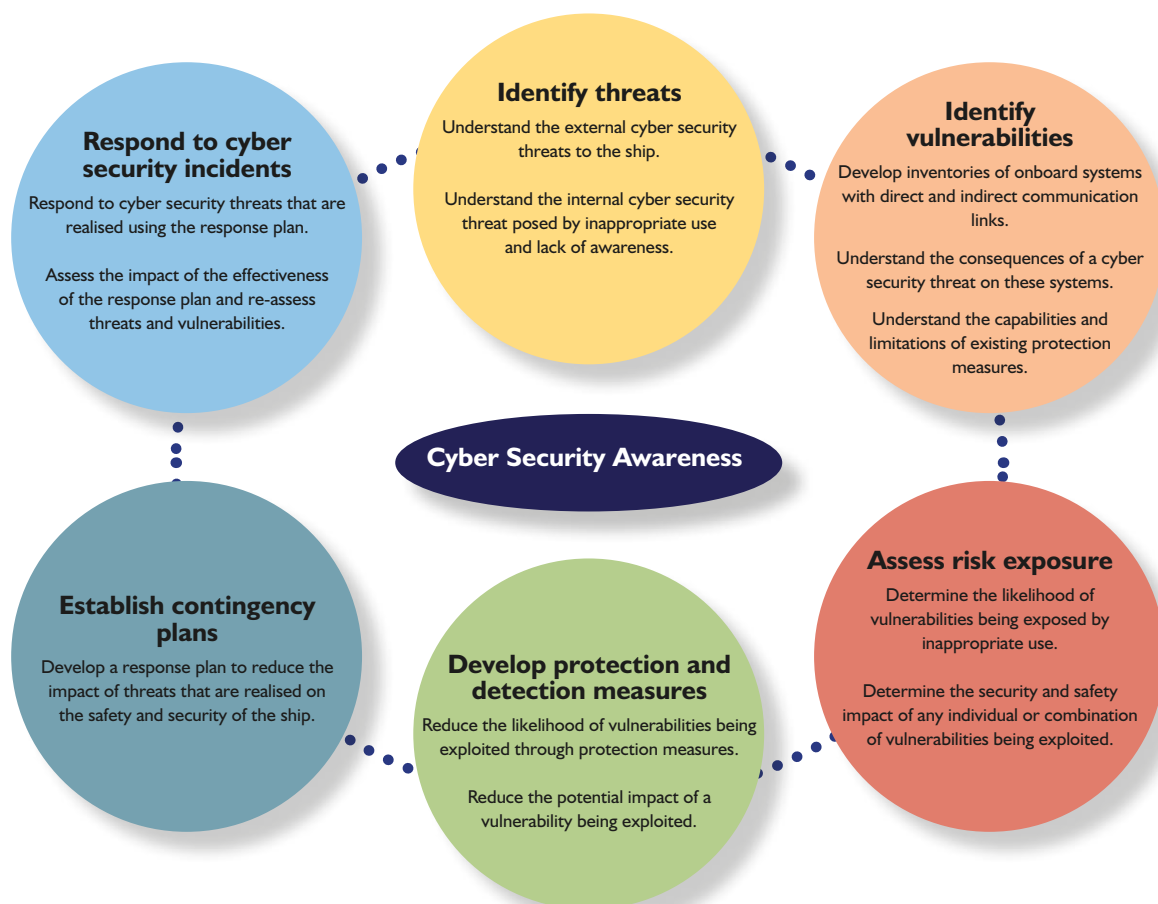 Identify threats
Understand the external cyber security
threats to the ship.
Understand the internal cyber security
threat posed by inappropriate use
and lack of awareness.
Identify
vulnerabilities
Develop inventories of onboard systems
with direct and indirect communication
links.
Understand the consequences of a cyber
security threat on these systems.
Understand the capabilities and
limitations of existing protection
measures.
Assess risk exposure
Determine the likelihood of
vulnerabilities being exposed by
inappropriate use.
Determine the security and safety
impact of any individual or combination
of vulnerabilities being exploited.
Develop protection and
detection measures
Reduce the likelihood of vulnerabilities being
exploited through protection measures.
Reduce the potential impact of a
vulnerability being exploited.
Establish contingency
plans
Develop a response plan to reduce the
impact of threats that are realised on
the safety and security of the ship.
Respond to cyber
security incidents
Respond to cyber security threats that are
realised using the response plan.
Assess the impact of the effectiveness
of the response plan and re-assess
threats and vulnerabilities.
Cyber Security Awareness